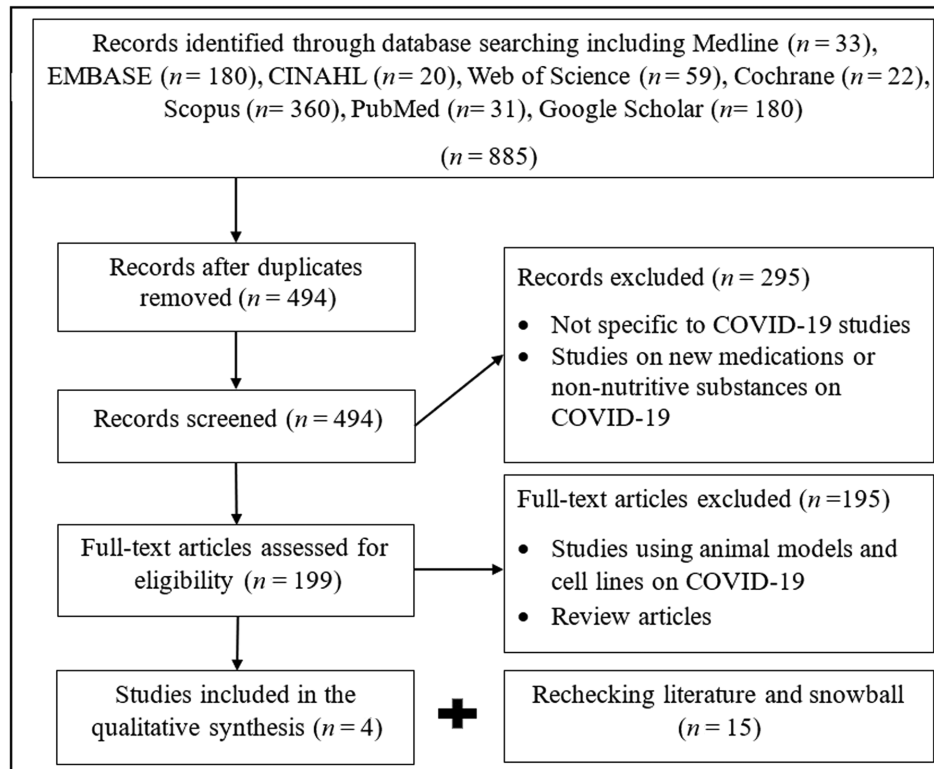 Records identified through database searching including Medline (n = 33),
EMBASE (n= 180), CINAHL (n = 20), Web of Science (n = 59), Cochrane (n = 22),
Scopus (n= 360), PubMed (n = 31), Google Scholar (n= 180)
(n = 885)
Records after duplicates
removed (n = 494)
Records excluded (n = 295)
• Not specific to COVID-19 studies
• Studies on new medications or
non-nutritive substances on
COVID-19
Records screened (n = 494)
Full-text articles excluded (n =195)
• Studies using animal models and
cell lines on COVID-19
• Review articles
Full-text articles assessed for
eligibility (n = 199)
Studies included in the
qualitative synthesis (n = 4)
Rechecking literature and snowball
(n = 15)